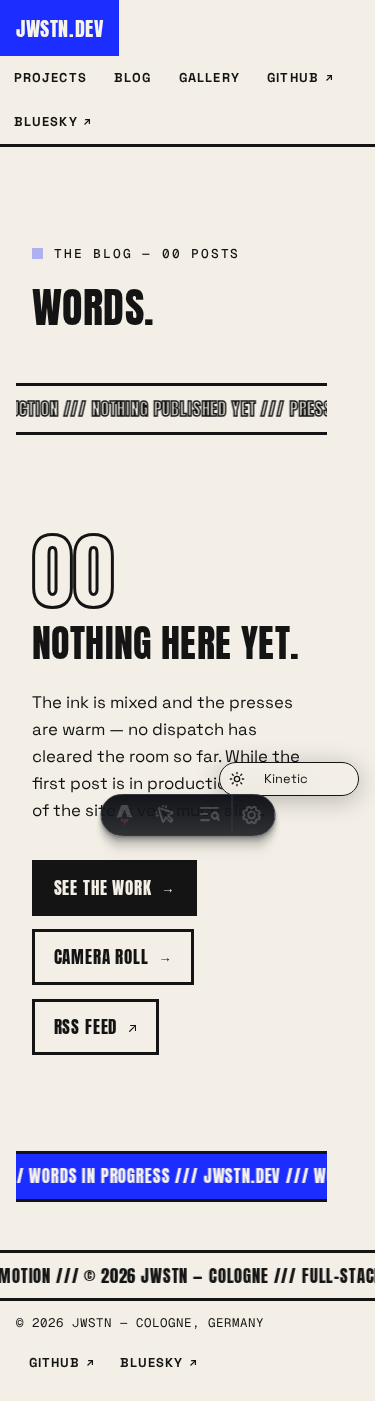 JWSTN.DEV
PROJECTS BLOG GALLERY GITHUB ↗
BLUESKY ↗
THE BLOG — 00 POSTS
WORDS.
CTION /// NOTHING PUBLISHED YET /// PRESS
00
NOTHING HERE YET.
The ink is mixed and the presses
are warm — no dispatch has
cleared the room so far. While the
first post is in producti
Kinetic
of the sit
SEE THE WORK →
CAMERA ROLL →
RSS FEED ↗
/ WORDS IN PROGRESS /// JWSTN.DEV /// W
MOTION /// © 2026 JWSTN — COLOGNE /// FULL-STAC
© 2026 JWSTN — COLOGNE, GERMANY
GITHUB ↗ BLUESKY ↗